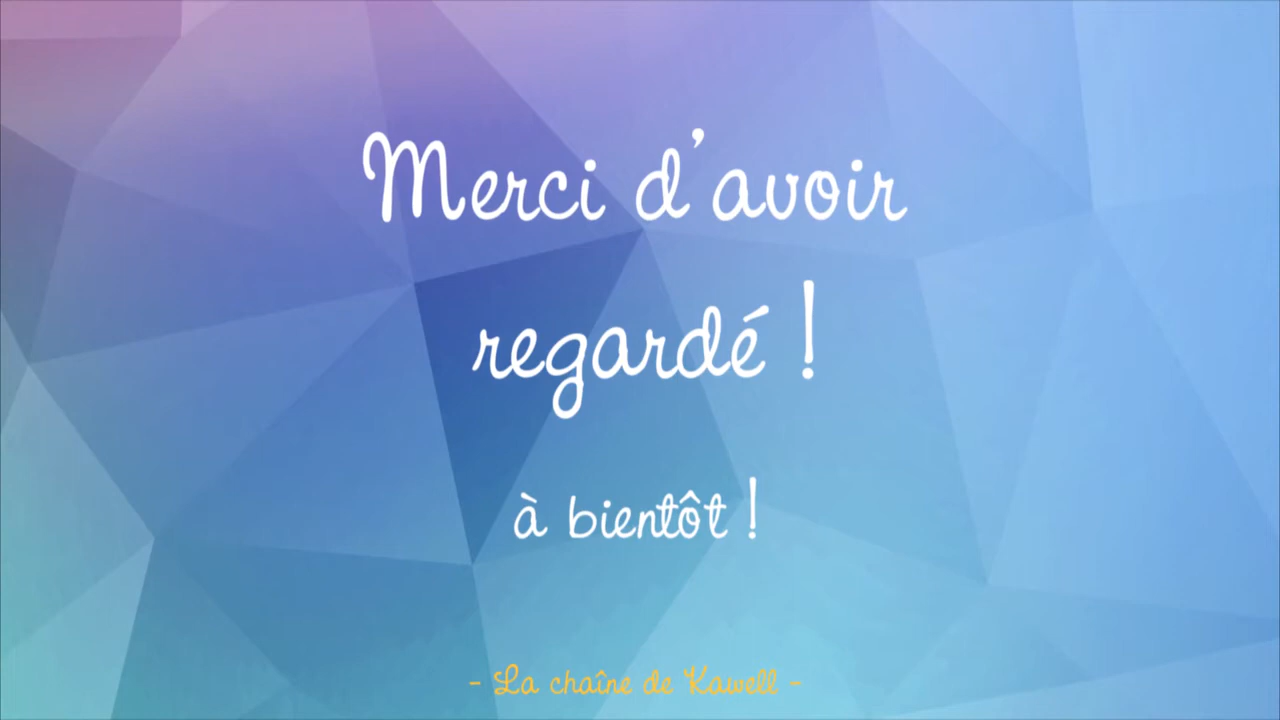 Merci d'avoir
regardé !
à bientôt !
- La chaîne de Kawell -